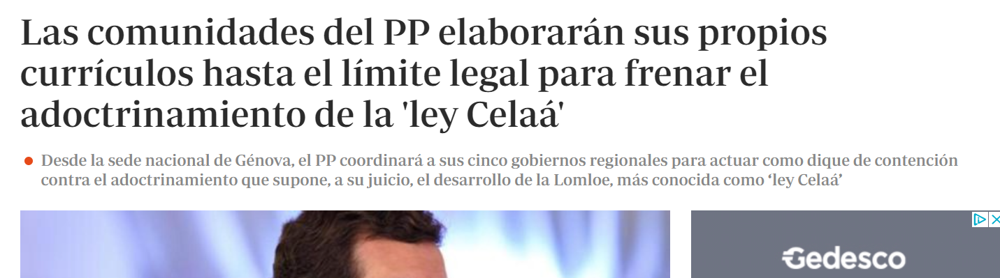 Las comunidades del PP elaborarán sus propios
currículos hasta el límite legal para frenar el
adoctrinamiento de la 'ley Celaá'
Desde la sede nacional de Génova, el PP coordinará a sus cinco gobiernos regionales para actuar como dique de contención
contra el adoctrinamiento que supone, a su juicio, el desarrollo de la Lomloe, más conocida como ‘ley Celaá’
Gedesco